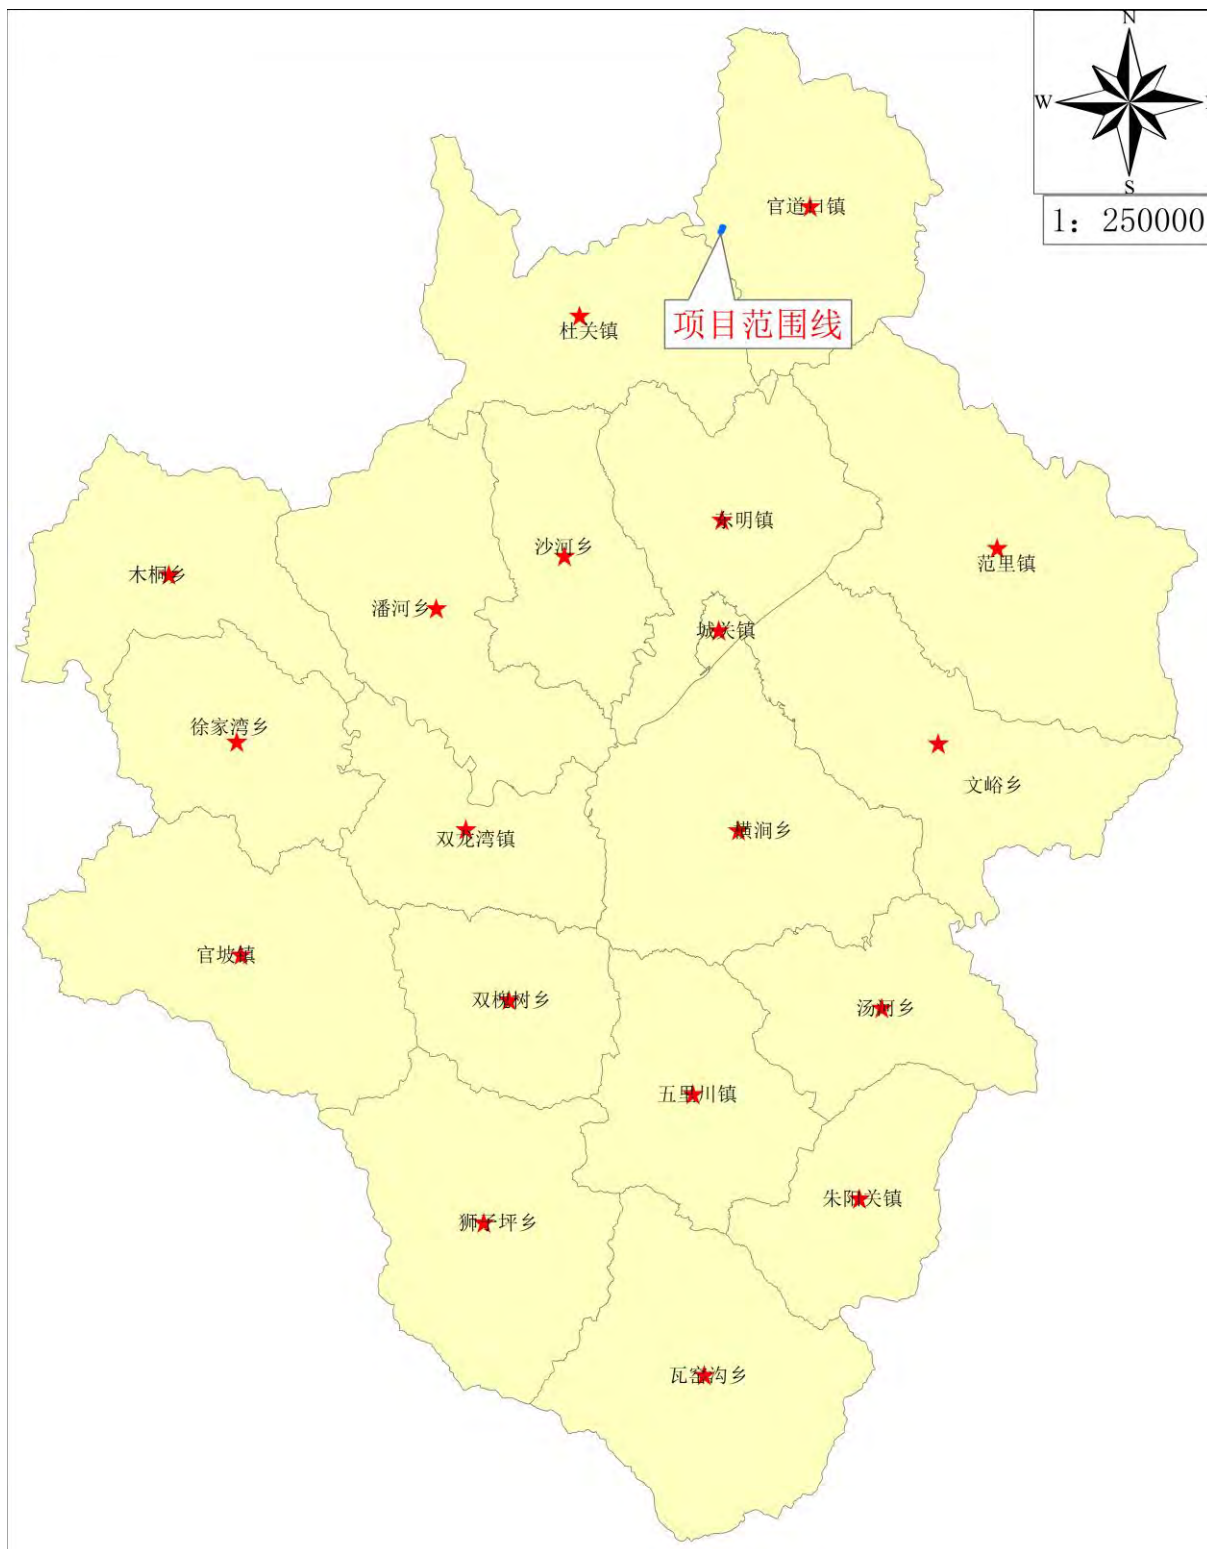 N
W
S
1: 250000
官道口镇
项目范围线
杜关镇
东明镇
沙河乡
范里镇
木桐乡
潘河乡
城关镇
徐家湾乡
文峪乡
横涧乡
双龙湾镇
官坡镇
双槐树乡
汤河乡
五里川镇
朱阳关镇
狮子坪乡
瓦窑沟乡